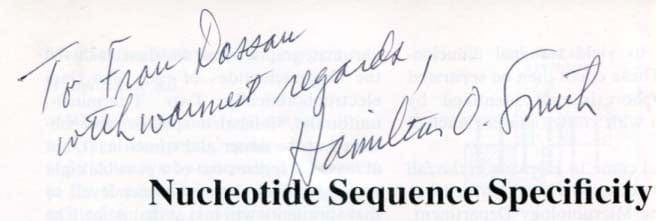 To Fran Dossau
with warmest regards
Hamilton O Smith
Nucleotide Sequence Specificity